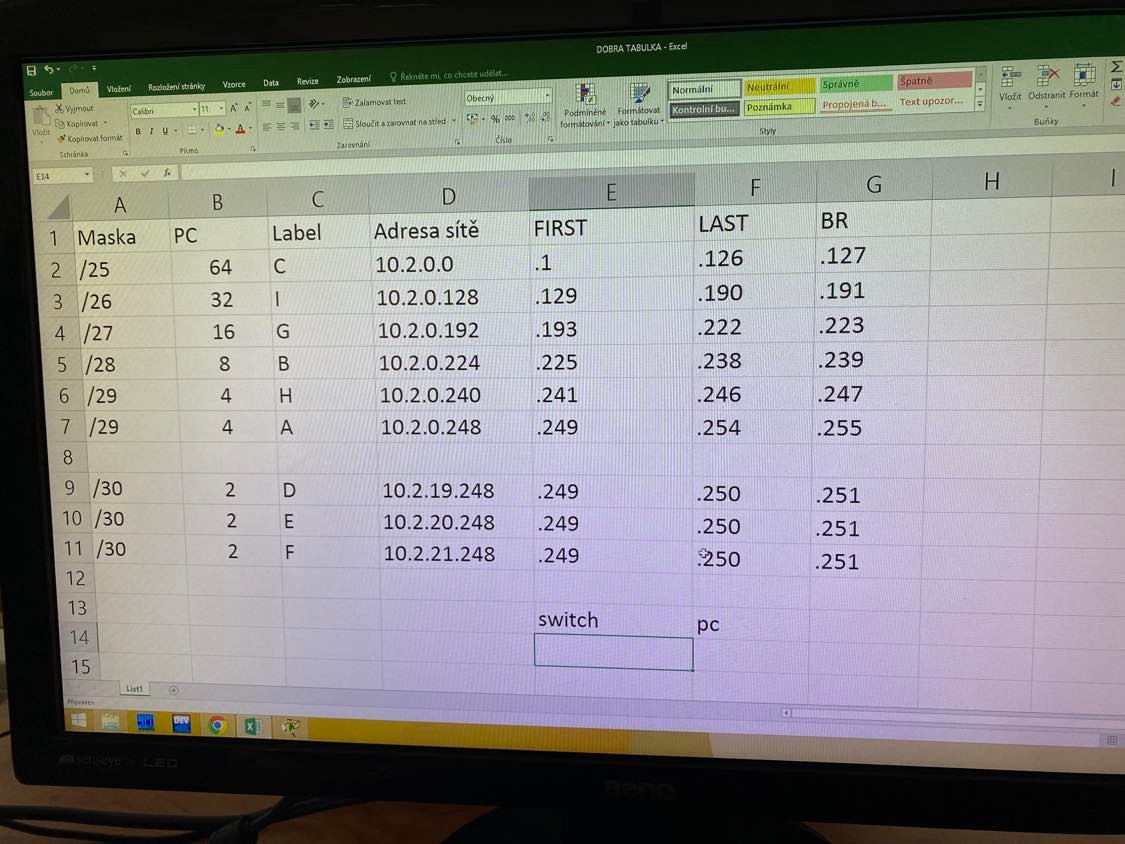 DOBRA TABULKA - Excel
Soubor Domů Vložení Rozložení stránky Vzorce Data Revize Zobrazení Řekněte mi, co chcete udělat...
Vložit Vyjmout Kopírovat Kopírovat formát Schránka
Calibri 11 B I U Písmo
Zalamovat text Sloučit a zarovnat na střed Zarovnání
Obecný % 000 Číslo
Podmíněné formátování Formátovat jako tabulku
Normální Neutrální Správně Špatně
Kontrolní bu... Poznámka Propojená b... Text upozor...
Styly
Vložit Odstranit Formát Buňky
E14 fx
A B C D E F G H I
1 Maska PC Label Adresa sítě FIRST LAST BR
2 /25 64 C 10.2.0.0 .1 .126 .127
3 /26 32 I 10.2.0.128 .129 .190 .191
4 /27 16 G 10.2.0.192 .193 .222 .223
5 /28 8 B 10.2.0.224 .225 .238 .239
6 /29 4 H 10.2.0.240 .241 .246 .247
7 /29 4 A 10.2.0.248 .249 .254 .255
8
9 /30 2 D 10.2.19.248 .249 .250 .251
10 /30 2 E 10.2.20.248 .249 .250 .251
11 /30 2 F 10.2.21.248 .249 .250 .251
12
13 switch pc
14
15
List1
Připraven
DEV
LED
BenQ